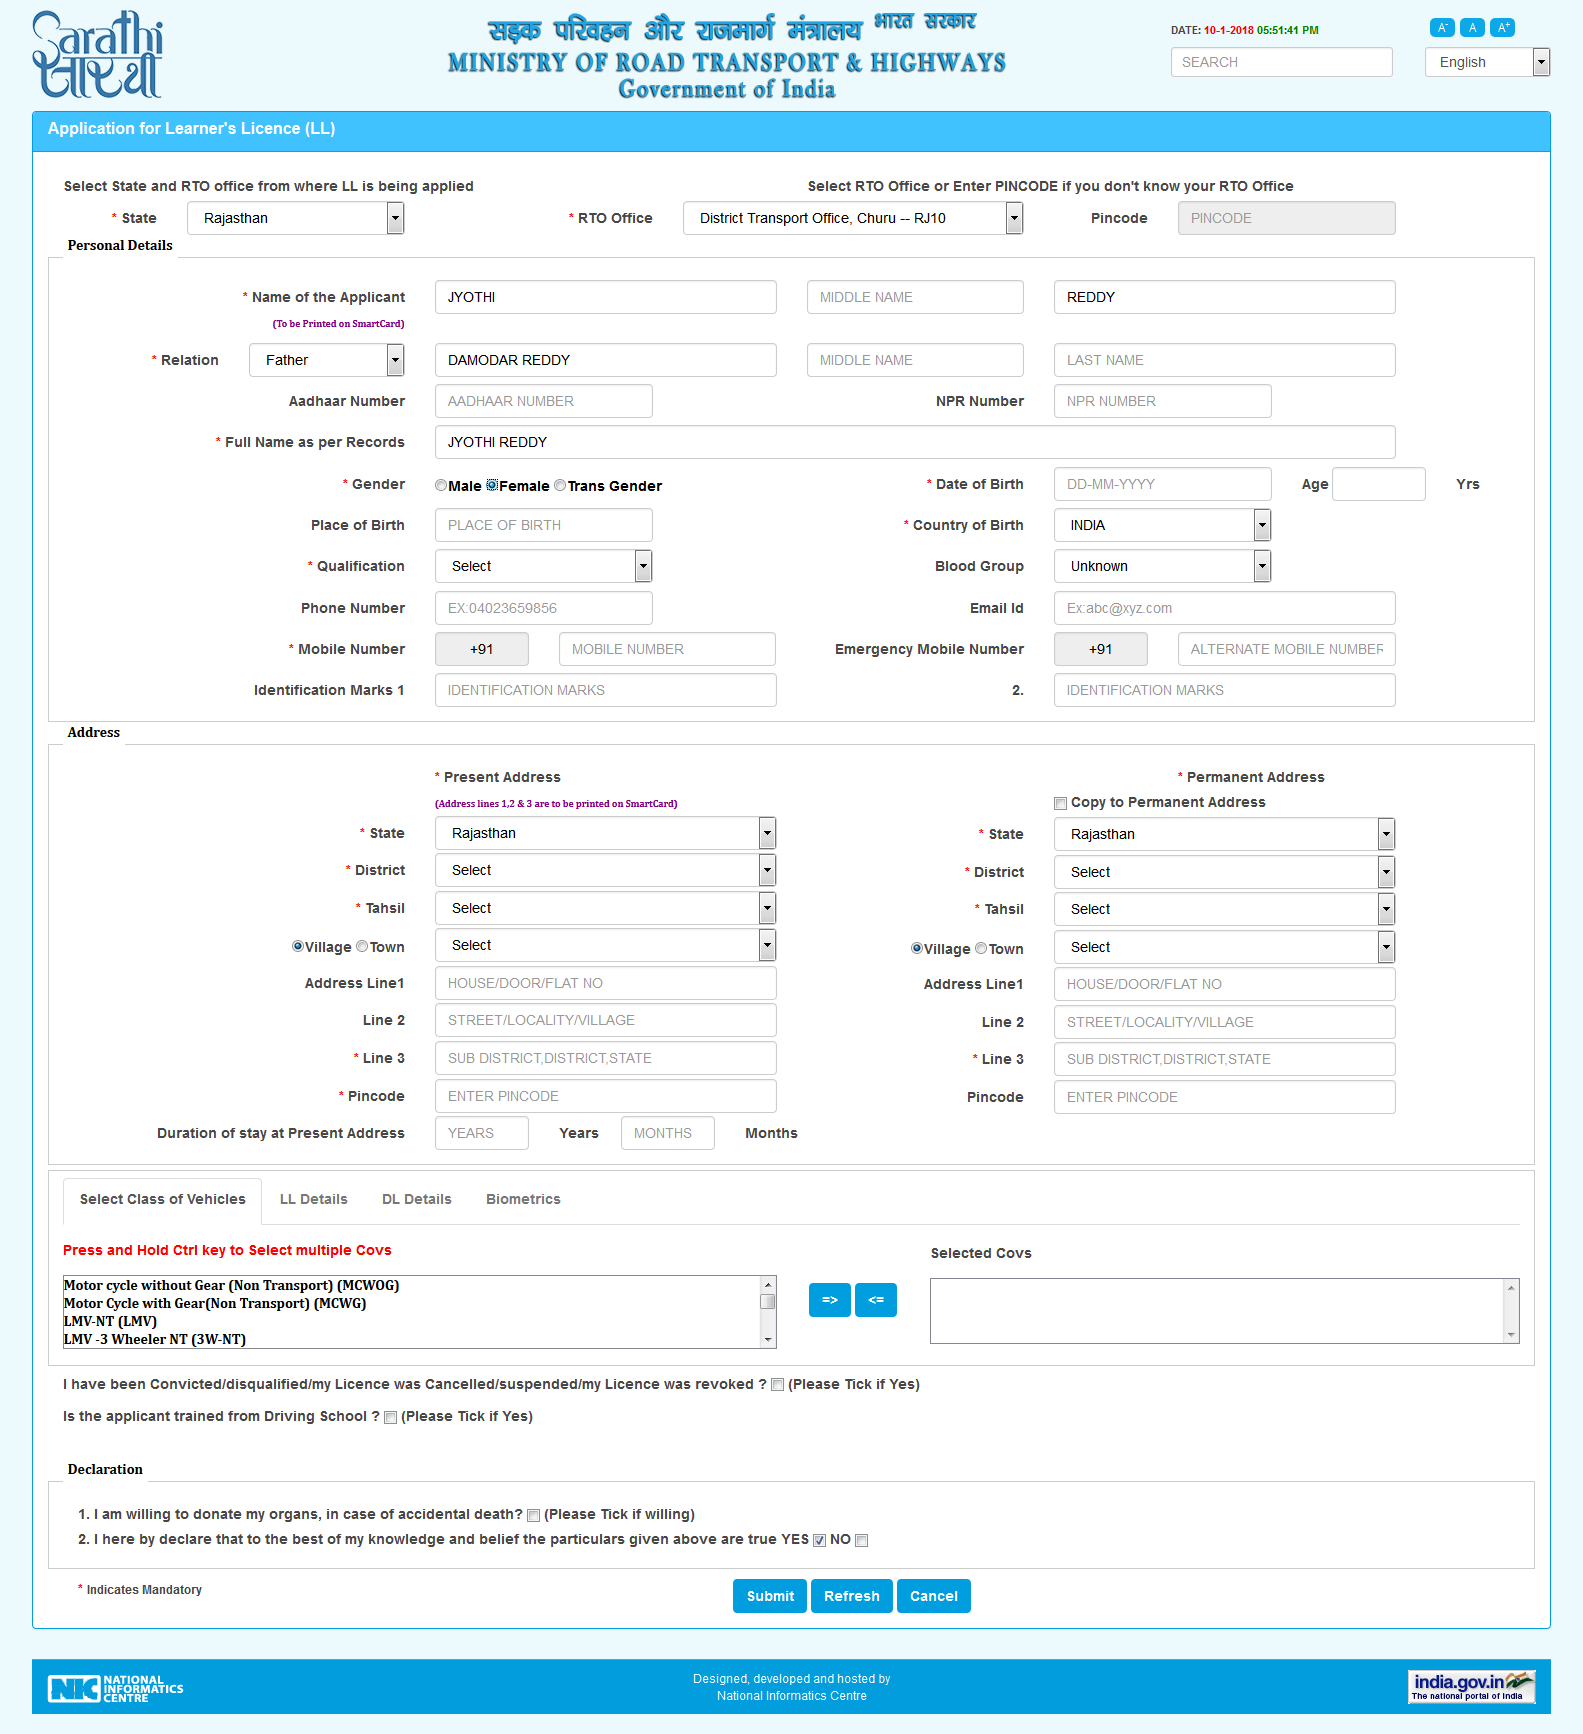 Sarathi
सारथी
सड़क परिवहन और राजमार्ग मंत्रालय भारत सरकार
MINISTRY OF ROAD TRANSPORT & HIGHWAYS
Government of India
DATE: 10-1-2018 05:51:41 PM
A- A A+
SEARCH English
Application for Learner's Licence (LL)
Select State and RTO office from where LL is being applied Select RTO Office or Enter PINCODE if you don't know your RTO Office
* State Rajasthan * RTO Office District Transport Office, Churu -- RJ10 Pincode PINCODE
Personal Details
* Name of the Applicant JYOTHI MIDDLE NAME REDDY
(To be Printed on SmartCard)
* Relation Father DAMODAR REDDY MIDDLE NAME LAST NAME
Aadhaar Number AADHAAR NUMBER NPR Number NPR NUMBER
* Full Name as per Records JYOTHI REDDY
* Gender Male Female Trans Gender * Date of Birth DD-MM-YYYY Age Yrs
Place of Birth PLACE OF BIRTH * Country of Birth INDIA
* Qualification Select Blood Group Unknown
Phone Number EX:04023659856 Email Id Ex:abc@xyz.com
* Mobile Number +91 MOBILE NUMBER Emergency Mobile Number +91 ALTERNATE MOBILE NUMBER
Identification Marks 1 IDENTIFICATION MARKS 2. IDENTIFICATION MARKS
Address
* Present Address * Permanent Address
(Address lines 1,2 & 3 are to be printed on SmartCard) Copy to Permanent Address
* State Rajasthan * State Rajasthan
* District Select * District Select
* Tahsil Select * Tahsil Select
Village Town Select Village Town Select
Address Line1 HOUSE/DOOR/FLAT NO Address Line1 HOUSE/DOOR/FLAT NO
Line 2 STREET/LOCALITY/VILLAGE Line 2 STREET/LOCALITY/VILLAGE
* Line 3 SUB DISTRICT,DISTRICT,STATE * Line 3 SUB DISTRICT,DISTRICT,STATE
* Pincode ENTER PINCODE Pincode ENTER PINCODE
Duration of stay at Present Address YEARS Years MONTHS Months
Select Class of Vehicles LL Details DL Details Biometrics
Press and Hold Ctrl key to Select multiple Covs Selected Covs
Motor cycle without Gear (Non Transport) (MCWOG)
Motor Cycle with Gear(Non Transport) (MCWG)
LMV-NT (LMV)
LMV -3 Wheeler NT (3W-NT)
=> <=
I have been Convicted/disqualified/my Licence was Cancelled/suspended/my Licence was revoked ? (Please Tick if Yes)
Is the applicant trained from Driving School ? (Please Tick if Yes)
Declaration
1. I am willing to donate my organs, in case of accidental death? (Please Tick if willing)
2. I here by declare that to the best of my knowledge and belief the particulars given above are true YES NO
* Indicates Mandatory
Submit Refresh Cancel
NIC NATIONAL INFORMATICS CENTRE
Designed, developed and hosted by
National Informatics Centre
india.gov.in
The national portal of India